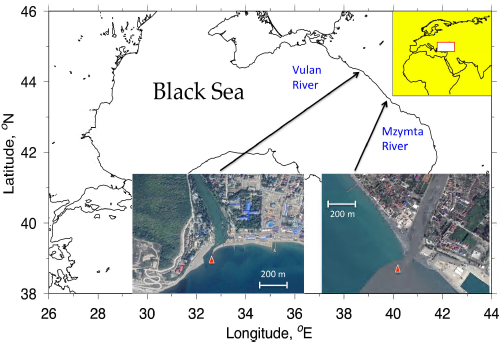 46
44
42
40
38
Latitude, °N
Black Sea
Vulan
River
Mzymta
River
200 m
200 m
26 28 30 32 34 36 38 40 42 44
Longitude, °E